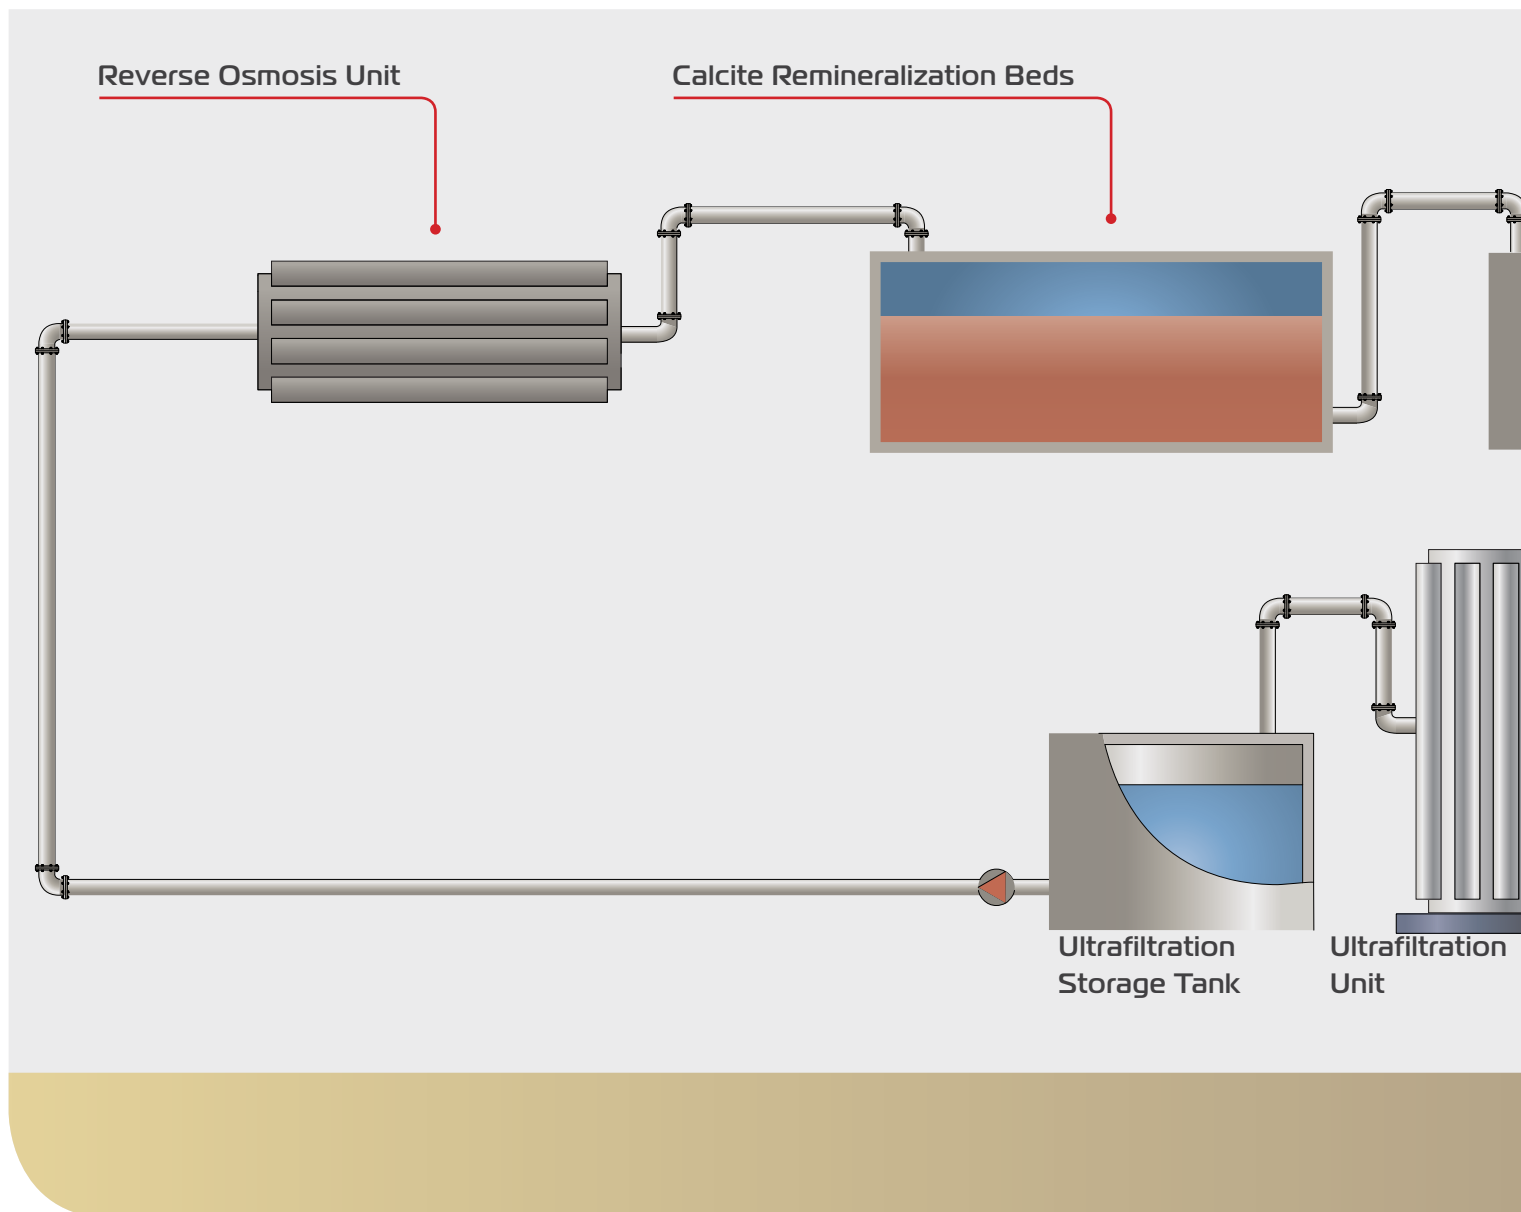 Reverse Osmosis Unit
Calcite Remineralization Beds
Ultrafiltration
Storage Tank
Ultrafiltration
Unit